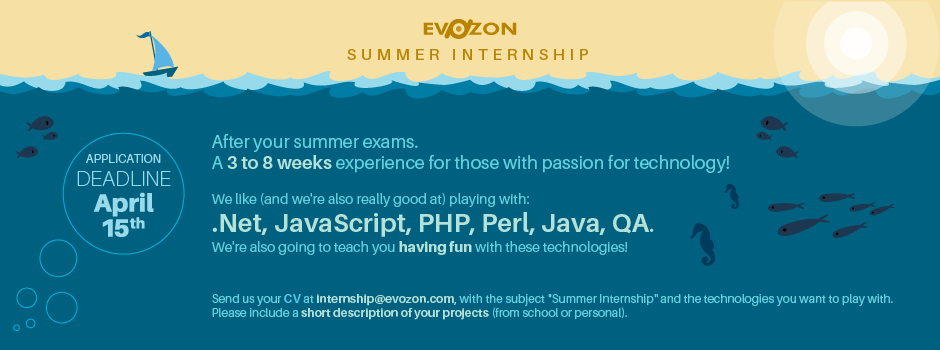 EVOZON
SUMMER INTERNSHIP
APPLICATION
DEADLINE
April
15th
After your summer exams.
A 3 to 8 weeks experience for those with passion for technology!
We like (and we're also really good at) playing with:
.Net, JavaScript, PHP, Perl, Java, QA.
We're also going to teach you having fun with these technologies!
Send us your CV at internship@evozon.com, with the subject "Summer Internship" and the technologies you want to play with.
Please include a short description of your projects (from school or personal).